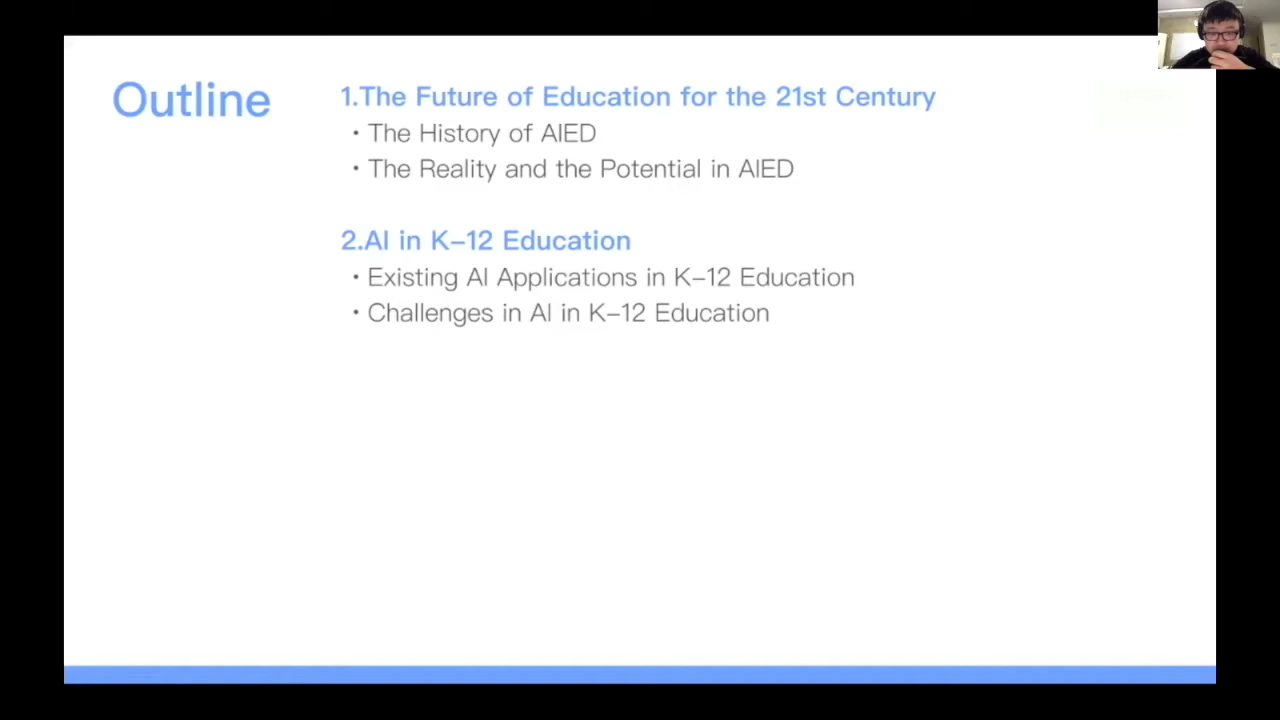 Outline
1.The Future of Education for the 21st Century
• The History of AIED
• The Reality and the Potential in AIED
2.AI in K–12 Education
• Existing AI Applications in K–12 Education
• Challenges in AI in K–12 Education